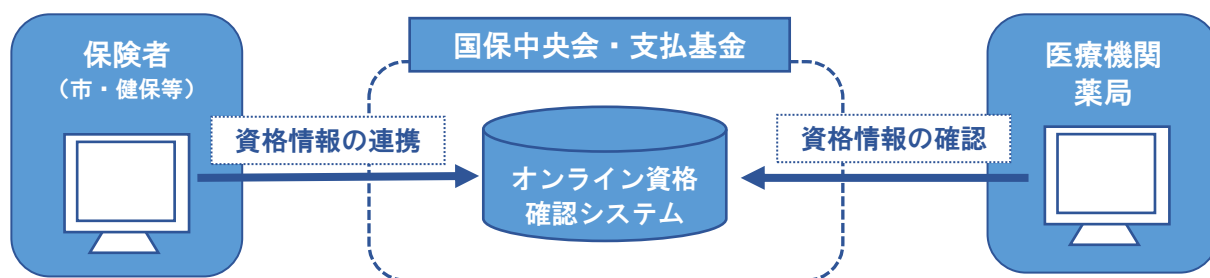 保険者
（市・健保等）
資格情報の連携
国保中央会・支払基金
オンライン資格
確認システム
資格情報の確認
医療機関
薬局